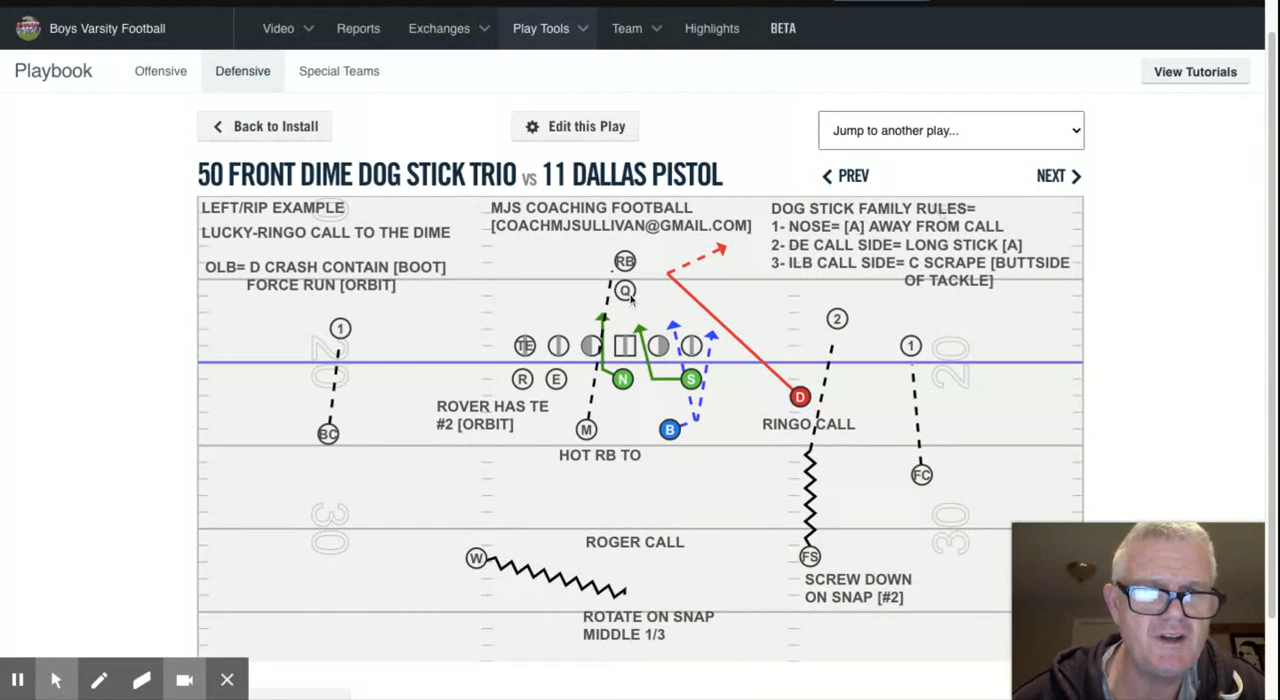 Boys Varsity Football
Video
Reports
Exchanges
Play Tools
Team
Highlights
BETA
Playbook
Offensive
Defensive
Special Teams
View Tutorials
Back to Install
Edit this Play
Jump to another play...
50 FRONT DIME DOG STICK TRIO vs 11 DALLAS PISTOL
PREV
NEXT
LEFT/RIP EXAMPLE
LUCKY-RINGO CALL TO THE DIME
OLB= D CRASH CONTAIN [BOOT]
FORCE RUN [ORBIT]
MJS COACHING FOOTBALL
[COACHMJSULLIVAN@GMAIL.COM]
DOG STICK FAMILY RULES=
1- NOSE= [A] AWAY FROM CALL
2- DE CALL SIDE= LONG STICK [A]
3- ILB CALL SIDE= C SCRAPE [BUTTSIDE
OF TACKLE]
0
RB
Q
1
2
1
20
TE
20
R
E
N
S
D
ROVER HAS TE
#2 [ORBIT]
RINGO CALL
BC
M
B
HOT RB TO
FC
30
30
ROGER CALL
W
FS
SCREW DOWN
ON SNAP [#2]
ROTATE ON SNAP
MIDDLE 1/3